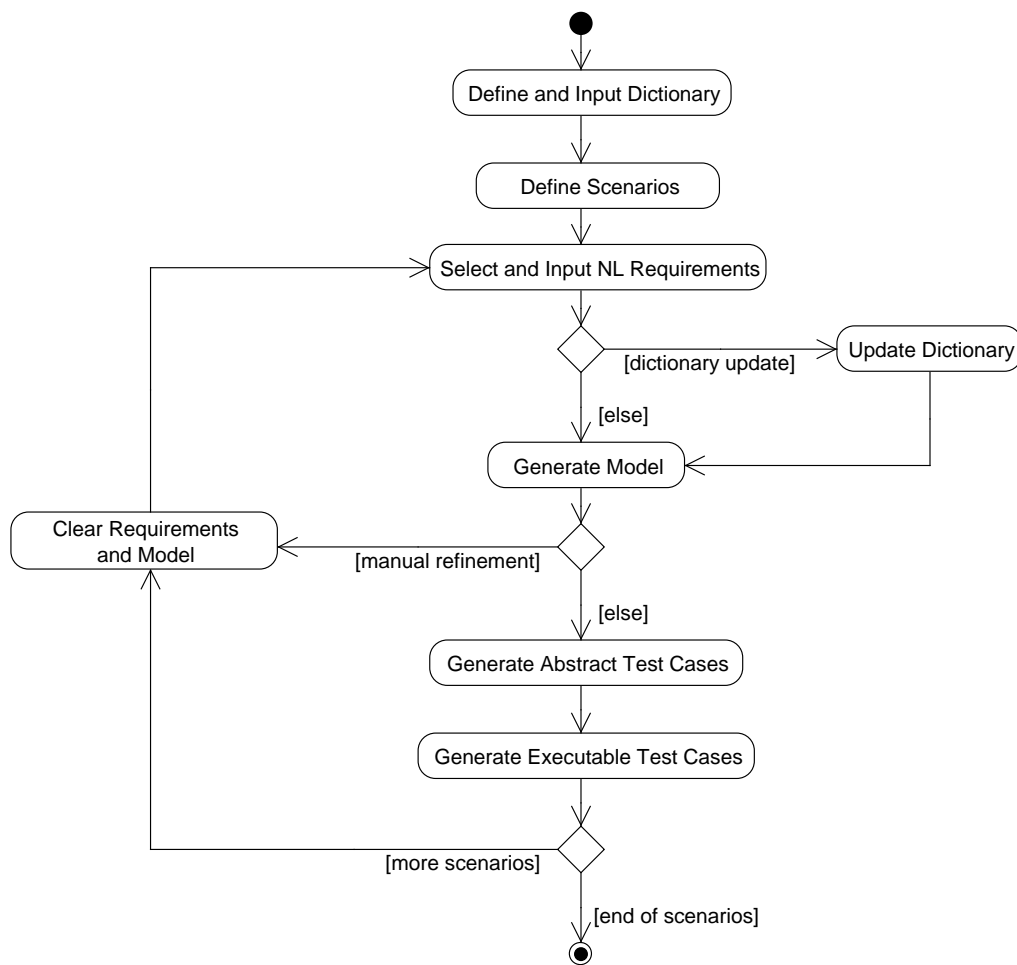 Define and Input Dictionary
Define Scenarios
Select and Input NL Requirements
[dictionary update]
Update Dictionary
[else]
Generate Model
Clear Requirements
and Model
[manual refinement]
[else]
Generate Abstract Test Cases
Generate Executable Test Cases
[more scenarios]
[end of scenarios]